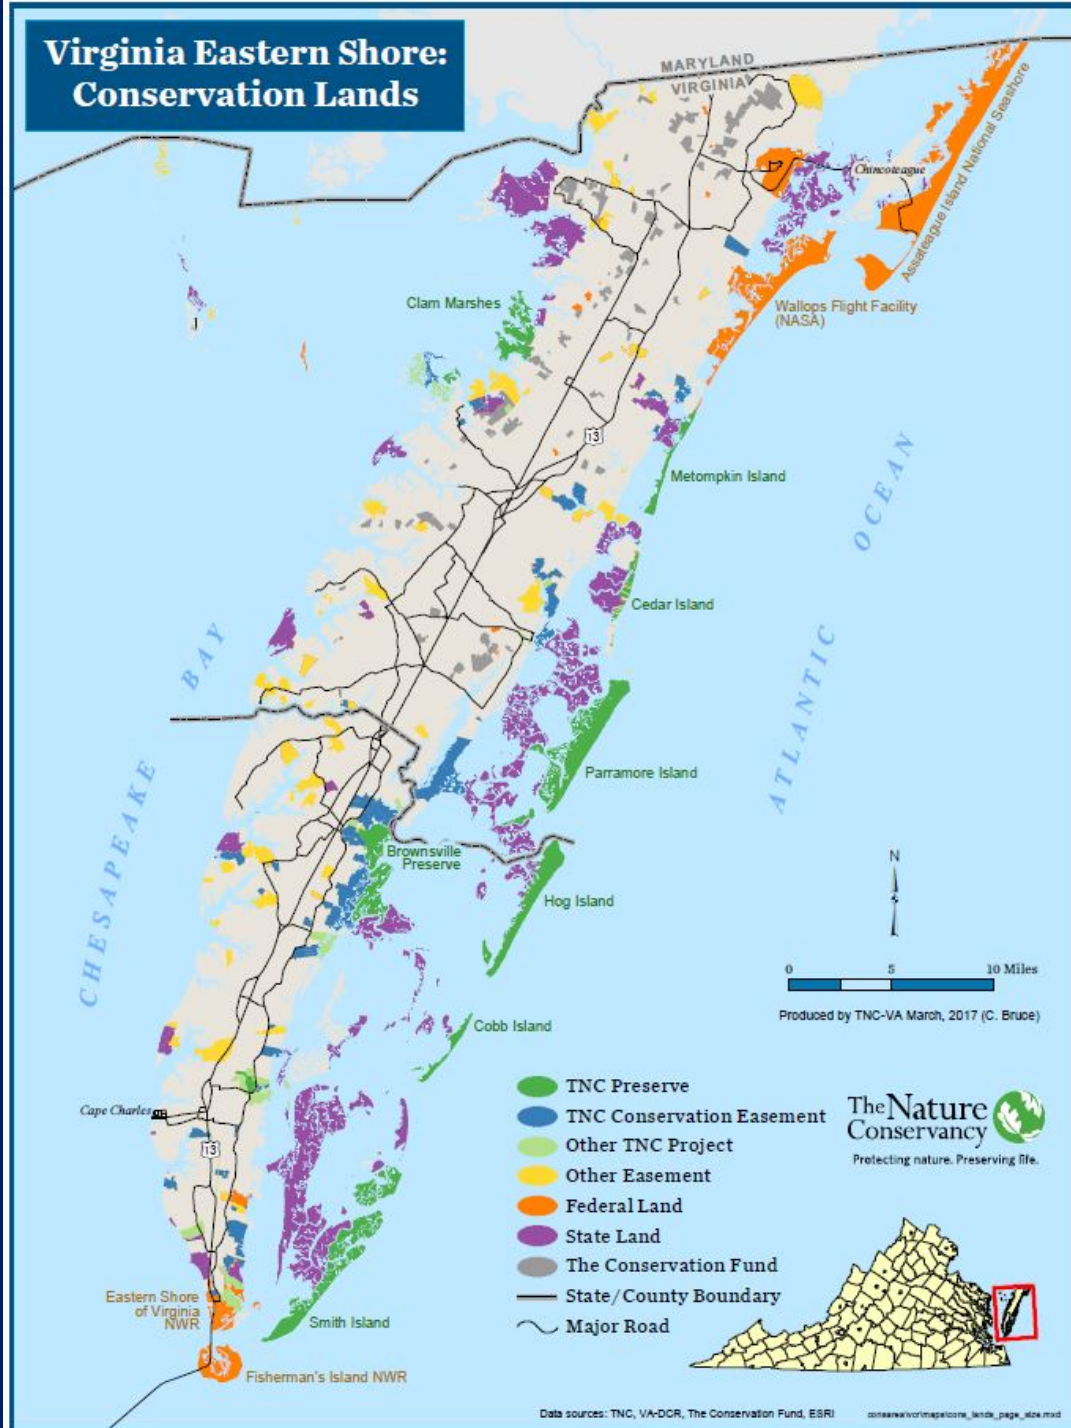 Virginia Eastern Shore:
Conservation Lands
MARYLAND
VIRGINIA
Assateague Island National Seashore
Chincoteague
Clam Marshes
Wallops Flight Facility
(NASA)
13
Metompkin Island
ATLANTIC OCEAN
Cedar Island
CHESAPEAKE BAY
Parramore Island
Brownsville
Preserve
Hog Island
N
0 5 10 Miles
Produced by TNC-VA March, 2017 (C. Bruce)
Cobb Island
TNC Preserve
TNC Conservation Easement
Other TNC Project
Other Easement
Federal Land
State Land
The Conservation Fund
State/County Boundary
Major Road
The Nature
Conservancy
Protecting nature. Preserving life.
Cape Charles
13
Eastern Shore
of Virginia
NWR
Smith Island
Fisherman's Island NWR
Data sources: TNC, VA-DCR, The Conservation Fund, ESRI